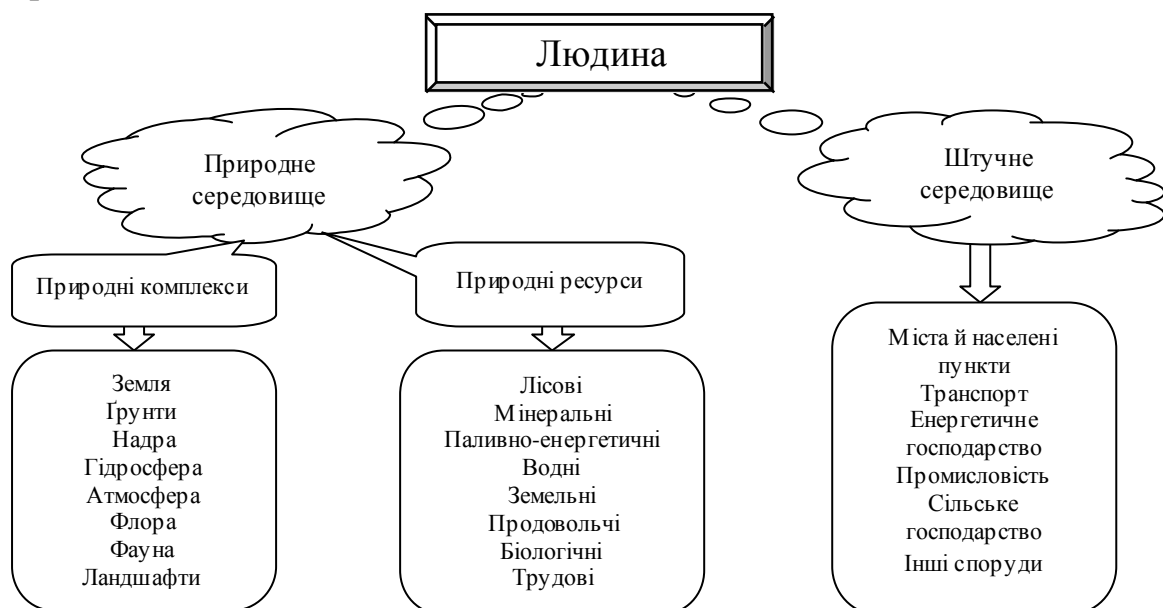 Людина
Природне
середовище
Штучне
середовище
Природні комплекси
Природні ресурси
Земля
Ґрунти
Надра
Гідросфера
Атмосфера
Флора
Фауна
Ландшафти
Лісові
Мінеральні
Паливно-енергетичні
Водні
Земельні
Продовольчі
Біологічні
Трудові
Міста й населені
пункти
Транспорт
Енергетичне
господарство
Промисловість
Сільське
господарство
Інші споруди